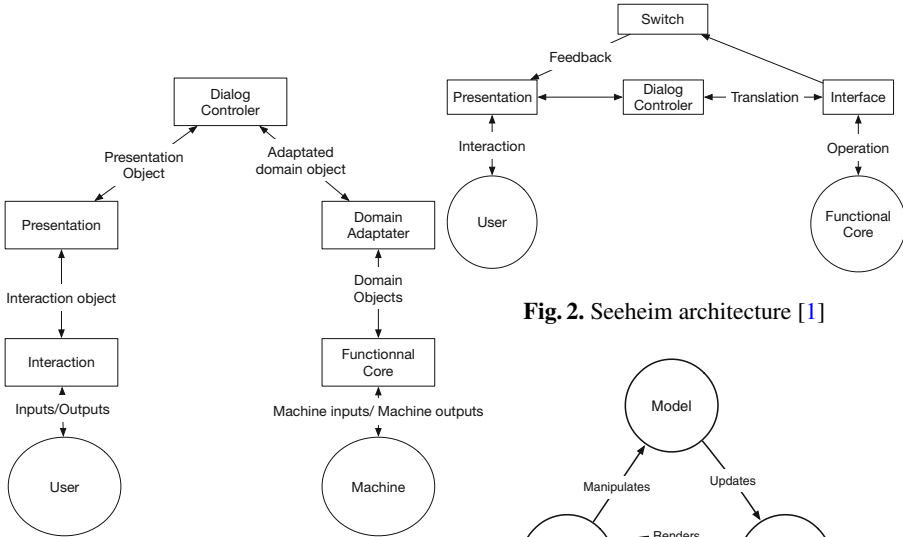 Dialog
Controler
Presentation
Object
Adaptated
domain object
Presentation
Domain
Adaptater
Interaction object
Domain
Objects
Interaction
Functionnal
Core
Inputs/Outputs
Machine inputs/ Machine outputs
User
Machine
Switch
Feedback
Presentation
Dialog
Controler
Translation
Interface
Interaction
Operation
User
Functional
Core
Fig. 2. Seeheim architecture [1]
Model
Manipulates
Updates
Renders